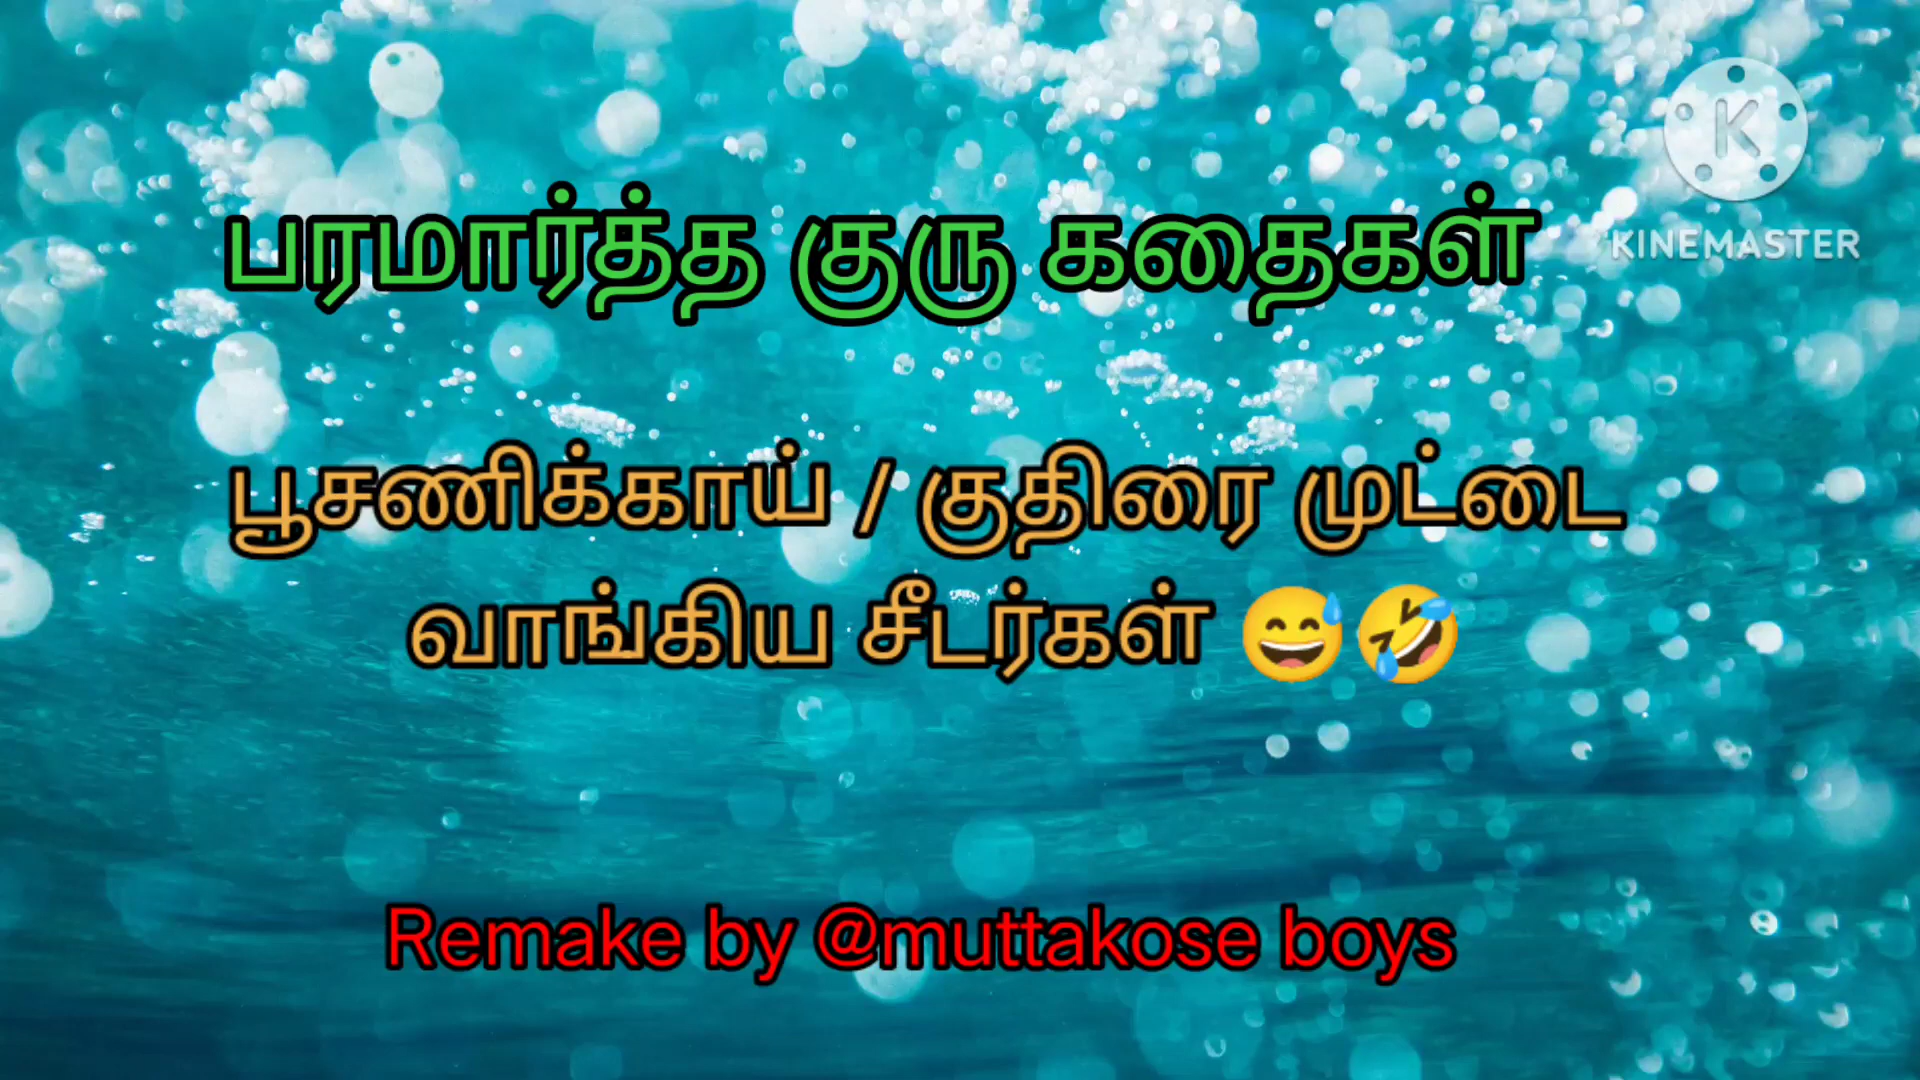 பரமார்த்த குரு கதைகள்
KINEMASTER
பூசணிக்காய் / குதிரை முட்டை
வாங்கிய சீடர்கள் 😅🤣
Remake by @muttakose boys